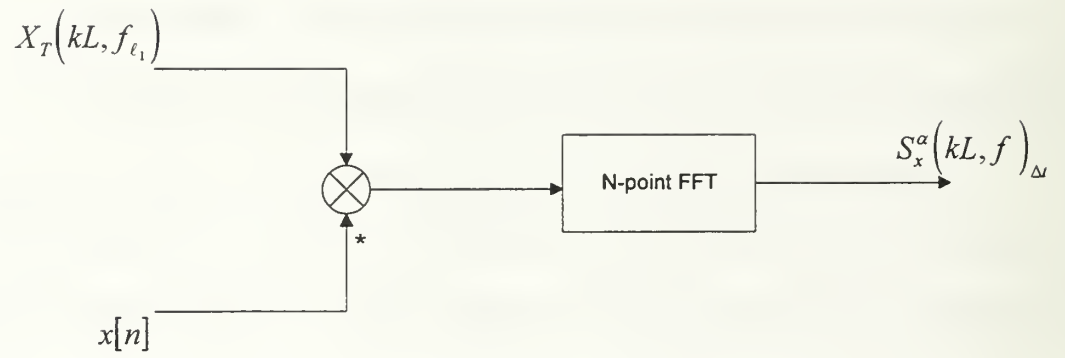 X_T(kL, f_{ℓ_1})
N-point FFT
S_x^α(kL, f)_{Δt}
*
x[n]